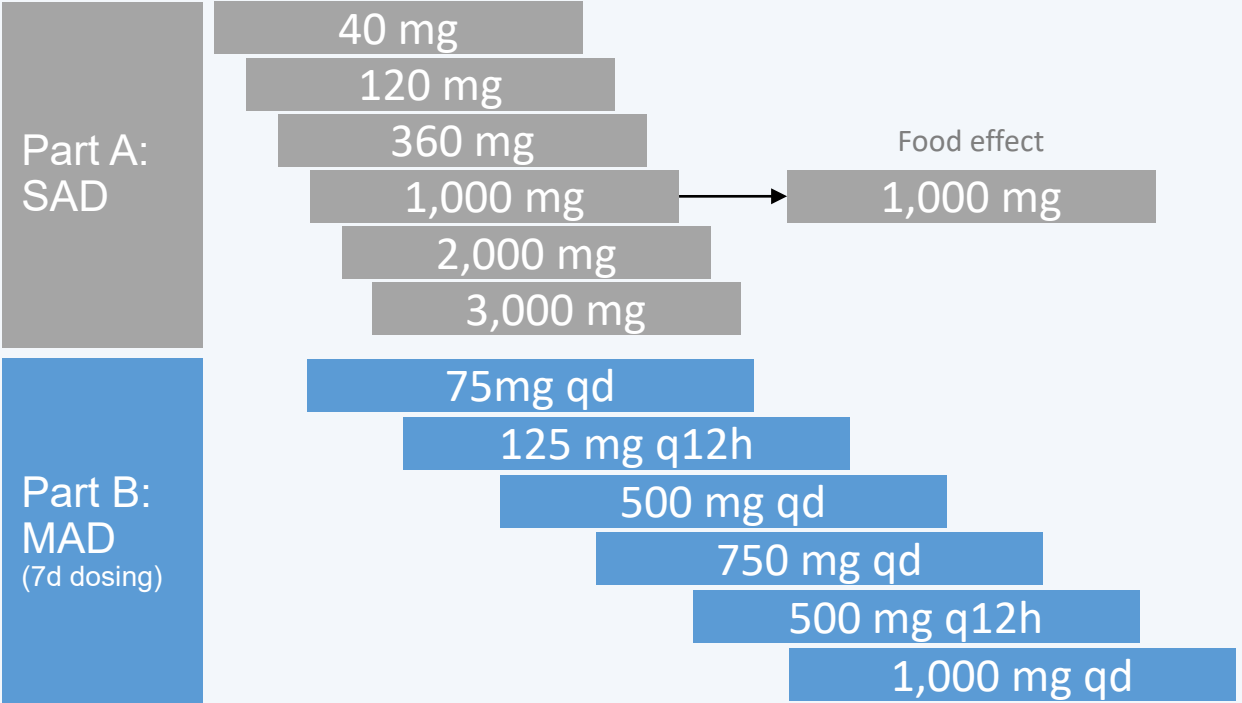 Part A:
SAD
40 mg
120 mg
360 mg
Food effect
1,000 mg
1,000 mg
2,000 mg
3,000 mg
Part B:
MAD
(7d dosing)
75mg qd
125 mg q12h
500 mg qd
750 mg qd
500 mg q12h
1,000 mg qd